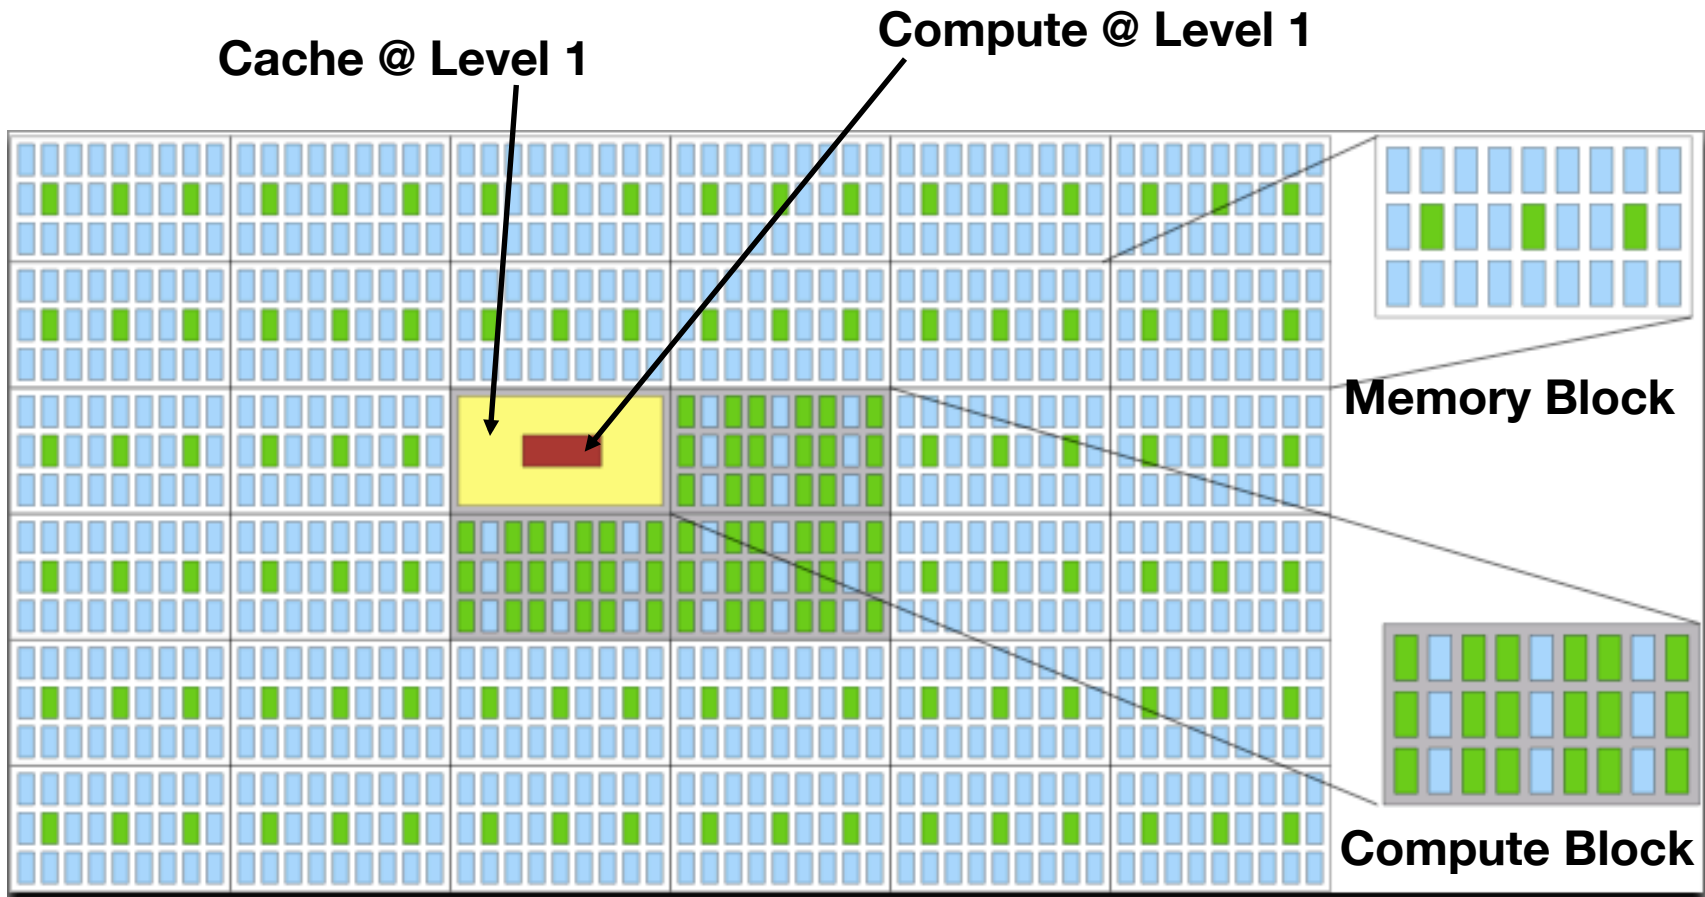 Cache @ Level 1
Compute @ Level 1
Memory Block
Compute Block